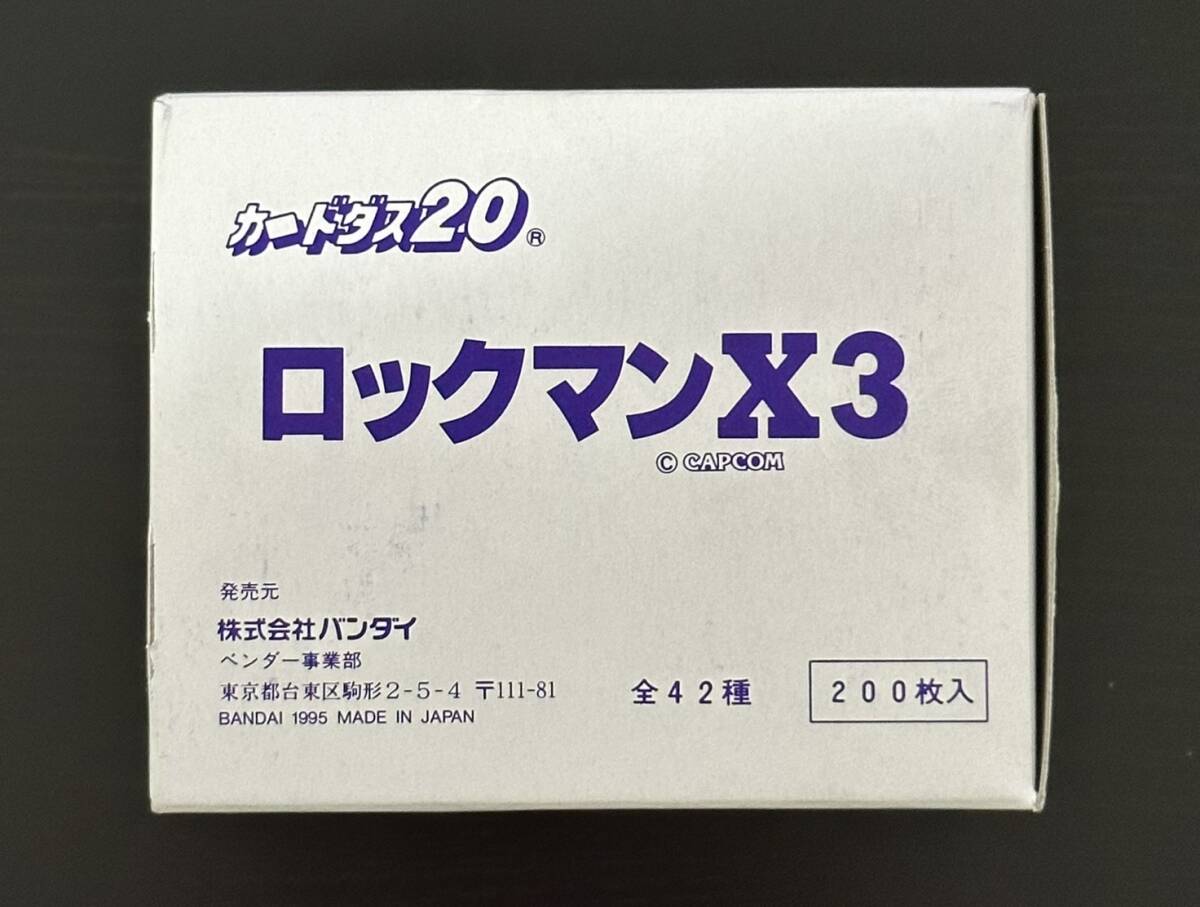 カードダス20®
ロックマンX3
© CAPCOM
発売元
株式会社バンダイ
ベンダー事業部
東京都台東区駒形2-5-4 〒111-81
BANDAI 1995 MADE IN JAPAN
全42種
200枚入